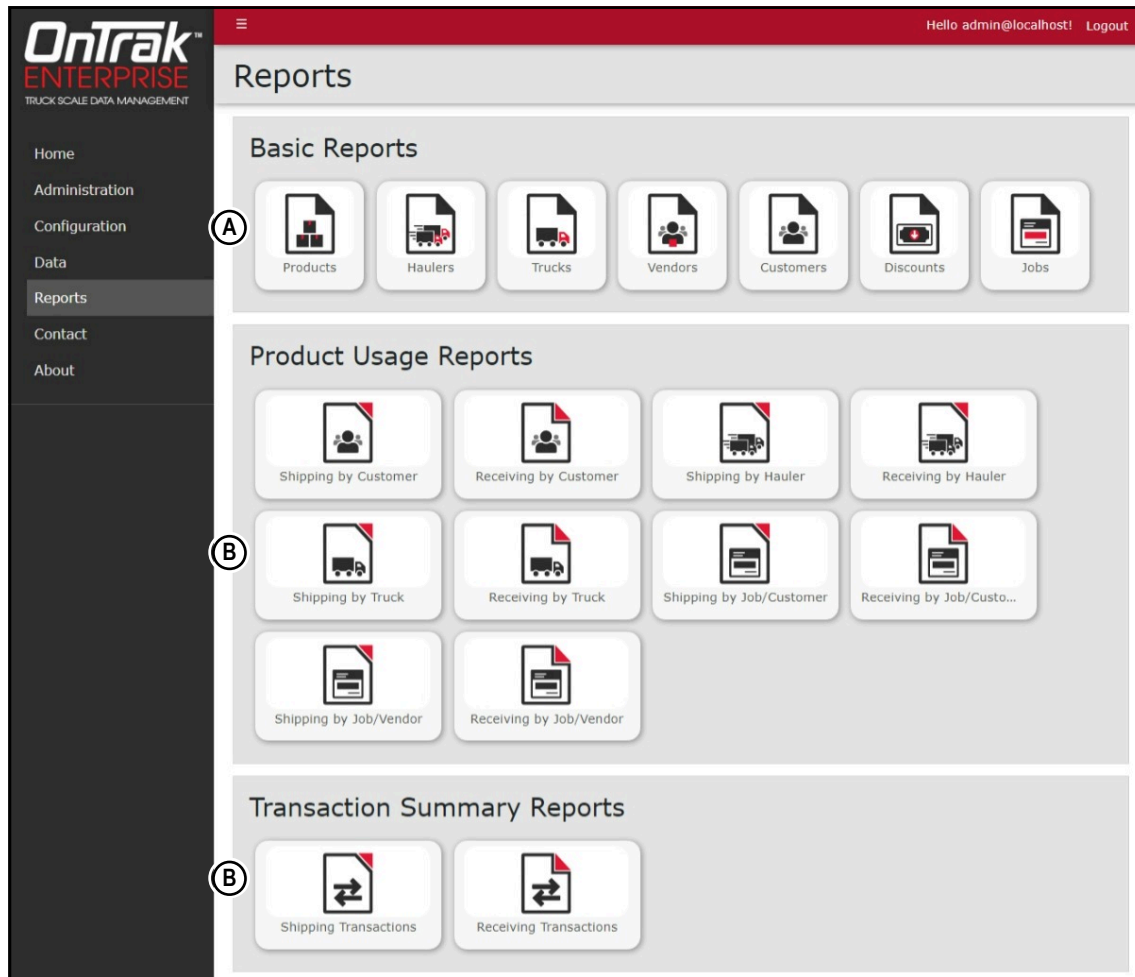 OnTrak™
ENTERPRISE
TRUCK SCALE DATA MANAGEMENT
Home
Administration
Configuration
Data
Reports
Contact
About
☰ Hello admin@localhost! Logout
Reports
Basic Reports
A
Products Haulers Trucks Vendors Customers Discounts Jobs
Product Usage Reports
Shipping by Customer Receiving by Customer Shipping by Hauler Receiving by Hauler
B
Shipping by Truck Receiving by Truck Shipping by Job/Customer Receiving by Job/Custo...
Shipping by Job/Vendor Receiving by Job/Vendor
Transaction Summary Reports
B
Shipping Transactions Receiving Transactions